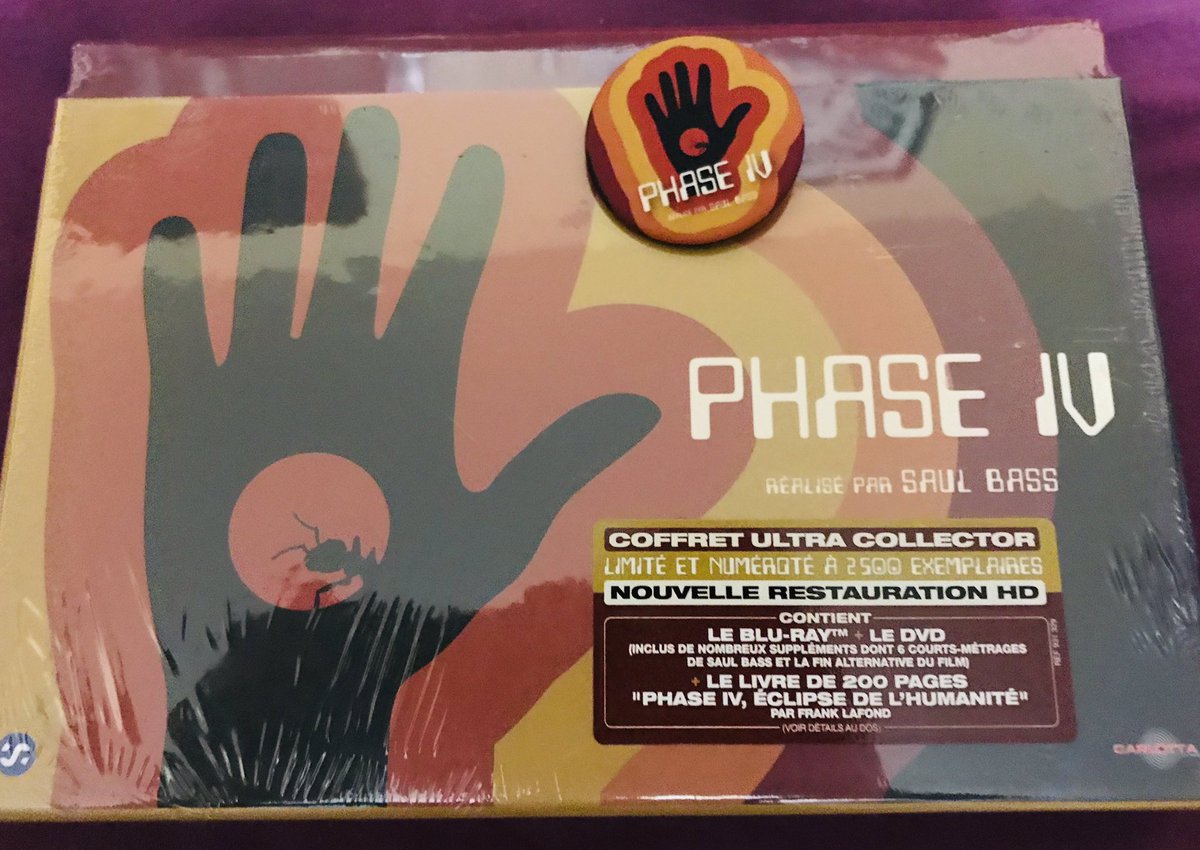 PHASE IV
PHASE IV
RÉALISÉ PAR SAUL BASS
COFFRET ULTRA COLLECTOR
LIMITÉ ET NUMÉROTÉ À 2500 EXEMPLAIRES
NOUVELLE RESTAURATION HD
CONTIENT
LE BLU-RAY™ + LE DVD
(INCLUS DE NOMBREUX SUPPLÉMENTS DONT 6 COURTS-MÉTRAGES
DE SAUL BASS ET LA FIN ALTERNATIVE DU FILM)
+ LE LIVRE DE 200 PAGES
"PHASE IV, ÉCLIPSE DE L'HUMANITÉ"
PAR FRANK LAFOND
(VOIR DÉTAILS AU DOS)
CARLOTTA